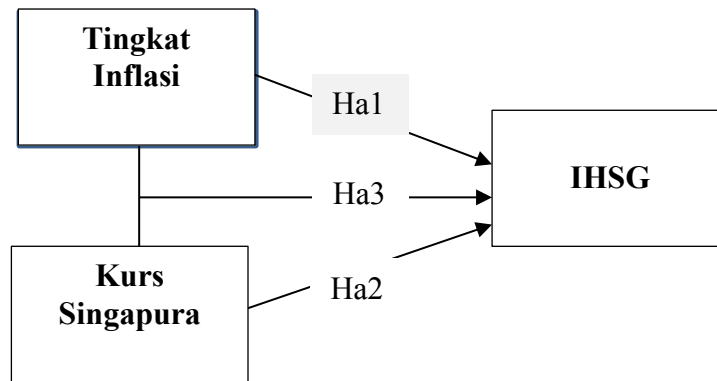 Tingkat
Inflasi
Ha1
IHSG
Ha3
Kurs
Singapura
Ha2